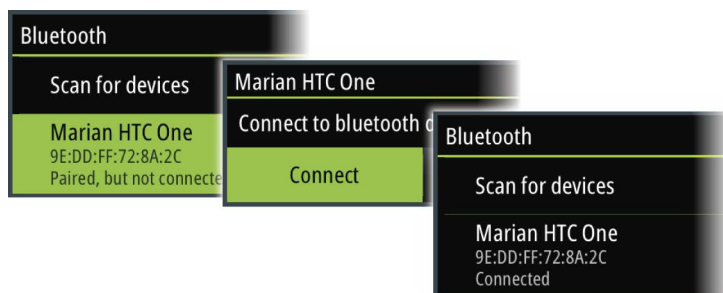 Bluetooth
Scan for devices
Marian HTC One
9E:DD:FF:72:8A:2C
Paired, but not connecte
Marian HTC One
Connect to bluetooth d
Connect
Bluetooth
Scan for devices
Marian HTC One
9E:DD:FF:72:8A:2C
Connected